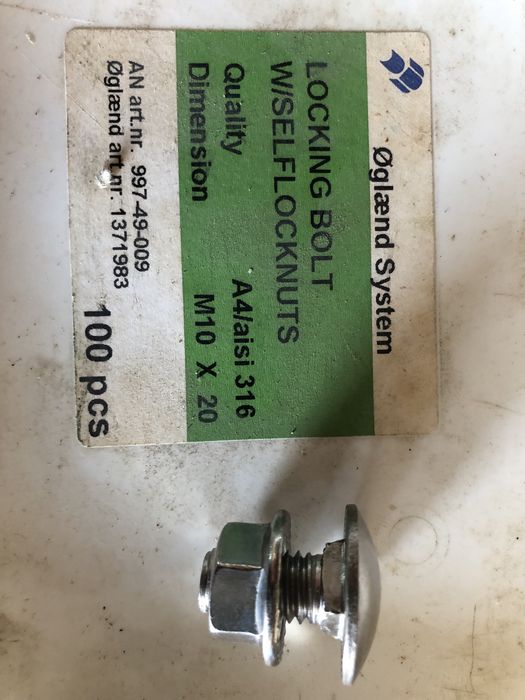 Øglænd System
LOCKING BOLT
W/SELFLOCKNUTS
Quality A4/aisi 316
Dimension M10 X 20
AN art.nr. 997-49-009
Øglænd art.nr. 1371983
100 pcs